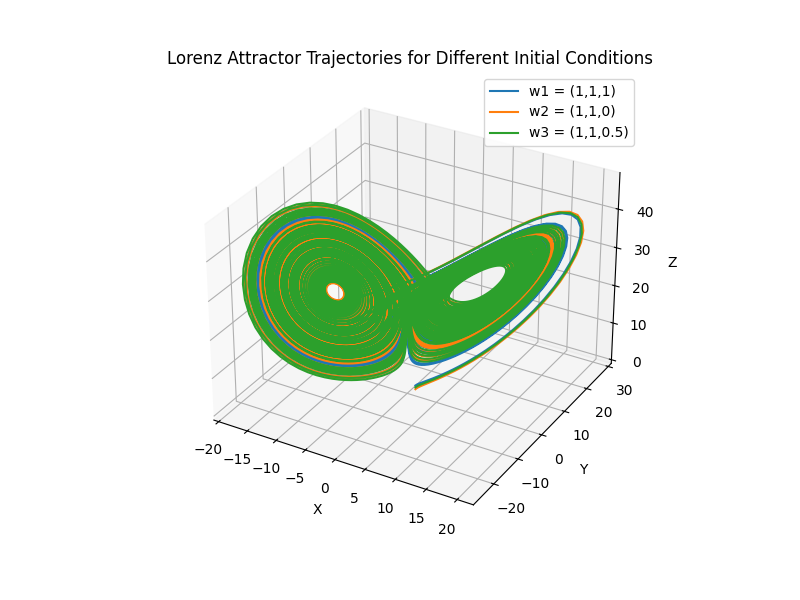 Lorenz Attractor Trajectories for Different Initial Conditions
w1 = (1,1,1)
w2 = (1,1,0)
w3 = (1,1,0.5)
40
30
20
10
0
Z
30
20
10
0
−10
−20
Y
−20
−15
−10
−5
0
5
10
15
20
X